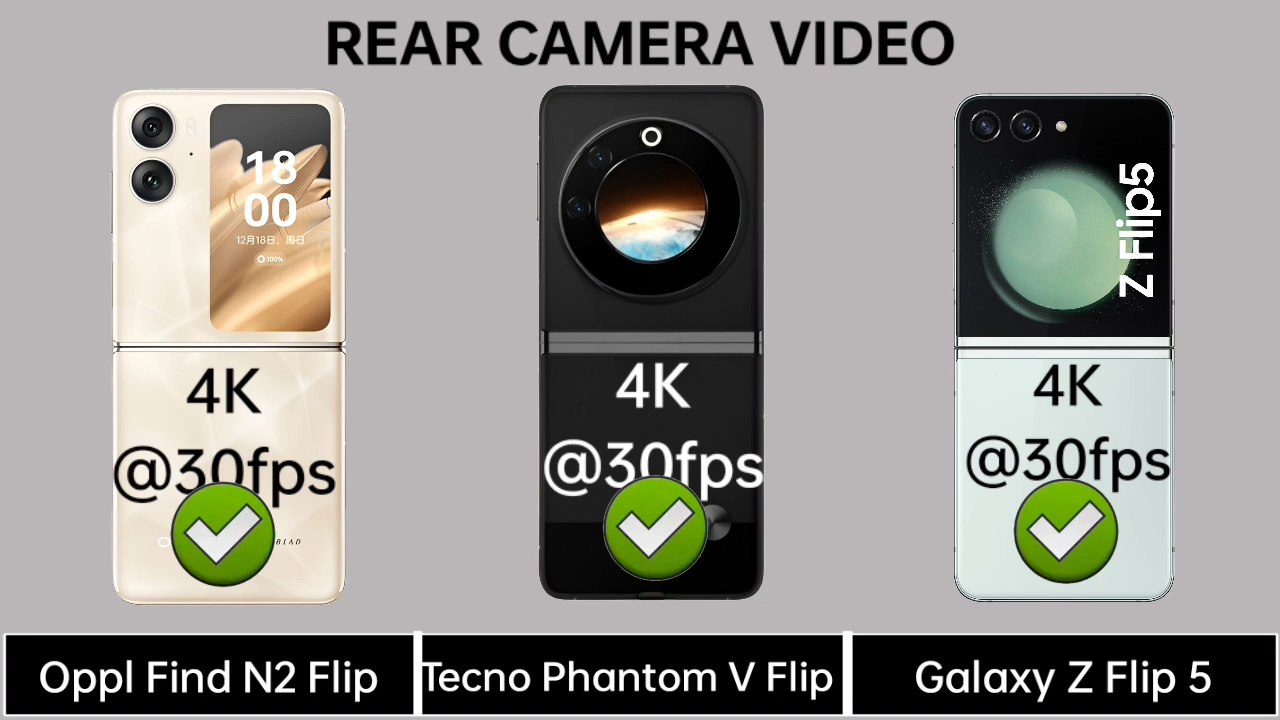 REAR CAMERA VIDEO
18
00
12月18日，周日
100%
4K
@30fps
BLAD
4K
@30fps
Z Flip5
4K
@30fps
Oppl Find N2 Flip
Tecno Phantom V Flip
Galaxy Z Flip 5